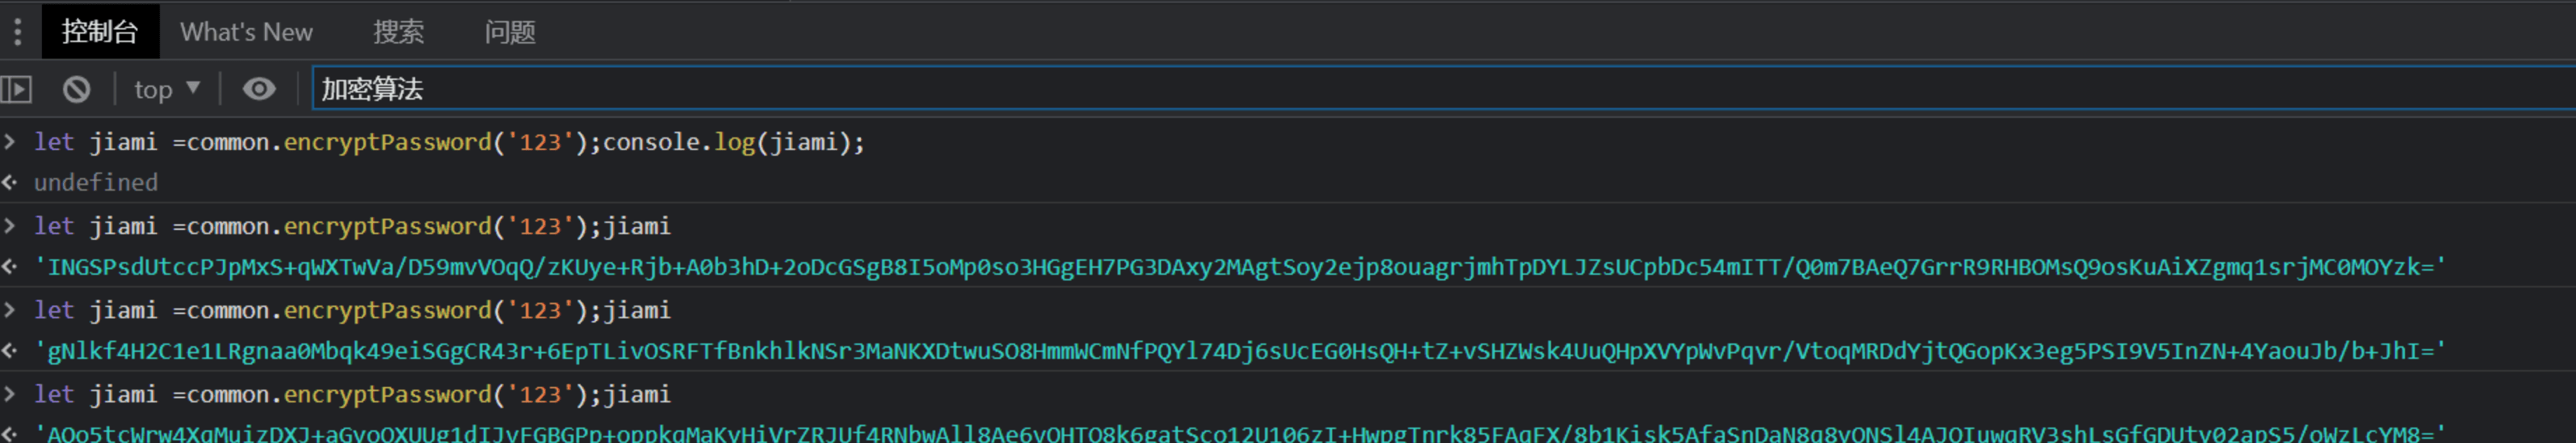 控制台 What's New 搜索 问题
top 加密算法
let jiami =common.encryptPassword('123');console.log(jiami);
undefined
let jiami =common.encryptPassword('123');jiami
'INGSPsdUtccPJpMxS+qWXTwVa/D59mvVOqQ/zKUye+Rjb+A0b3hD+2oDcGSgB8I5oMp0so3HGgEH7PG3DAxy2MAgtSoy2ejp8ouagrjmhTpDYLJZsUCpbDc54mITT/Q0m7BAeQ7GrrR9RHBOMsQ9osKuAiXZgmq1srjMC0MOYzk='
let jiami =common.encryptPassword('123');jiami
'gNlkf4H2C1e1LRgnaa0Mbqk49eiSGgCR43r+6EpTLivOSRFTfBnkhlkNSr3MaNKXDtwuSO8HmmWCmNfPQYl74Dj6sUcEG0HsQH+tZ+vSHZWsk4UuQHpXVYpWvPqvr/VtoqMRDdYjtQGopKx3eg5PSI9V5InZN+4YaouJb/b+JhI='
let jiami =common.encryptPassword('123');jiami